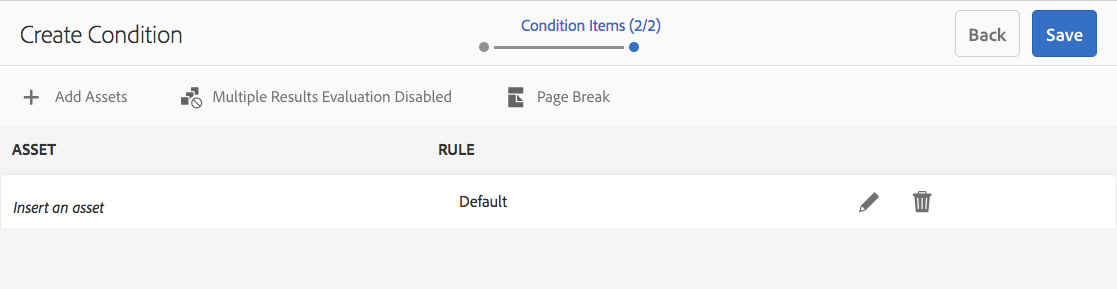 Create Condition
Condition Items (2/2)
Back
Save
Add Assets
Multiple Results Evaluation Disabled
Page Break
ASSET
RULE
Insert an asset
Default